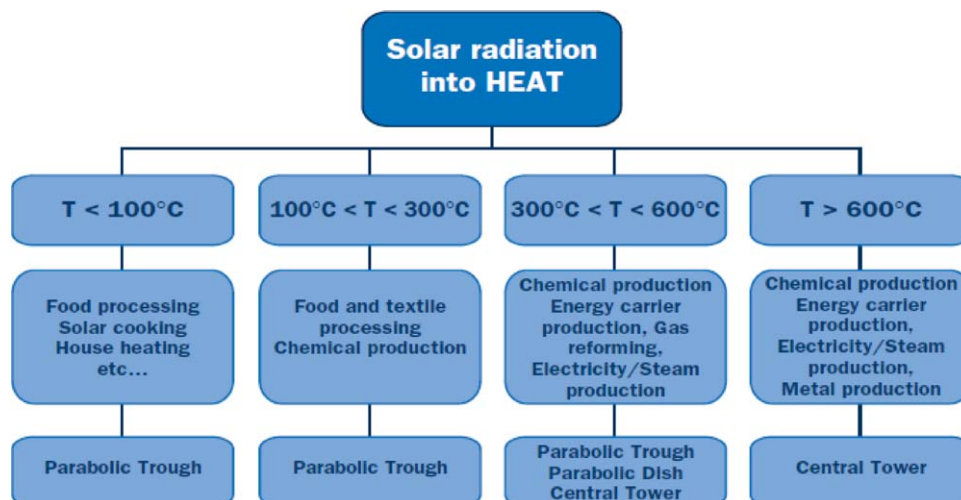 Solar radiation
into HEAT
T < 100°C
100°C < T < 300°C
300°C < T < 600°C
T > 600°C
Food processing
Solar cooking
House heating
etc...
Food and textile
processing
Chemical production
Chemical production
Energy carrier
production, Gas
reforming,
Electricity/Steam
production
Chemical production
Energy carrier
production,
Electricity/Steam
production,
Metal production
Parabolic Trough
Parabolic Trough
Parabolic Trough
Parabolic Dish
Central Tower
Central Tower